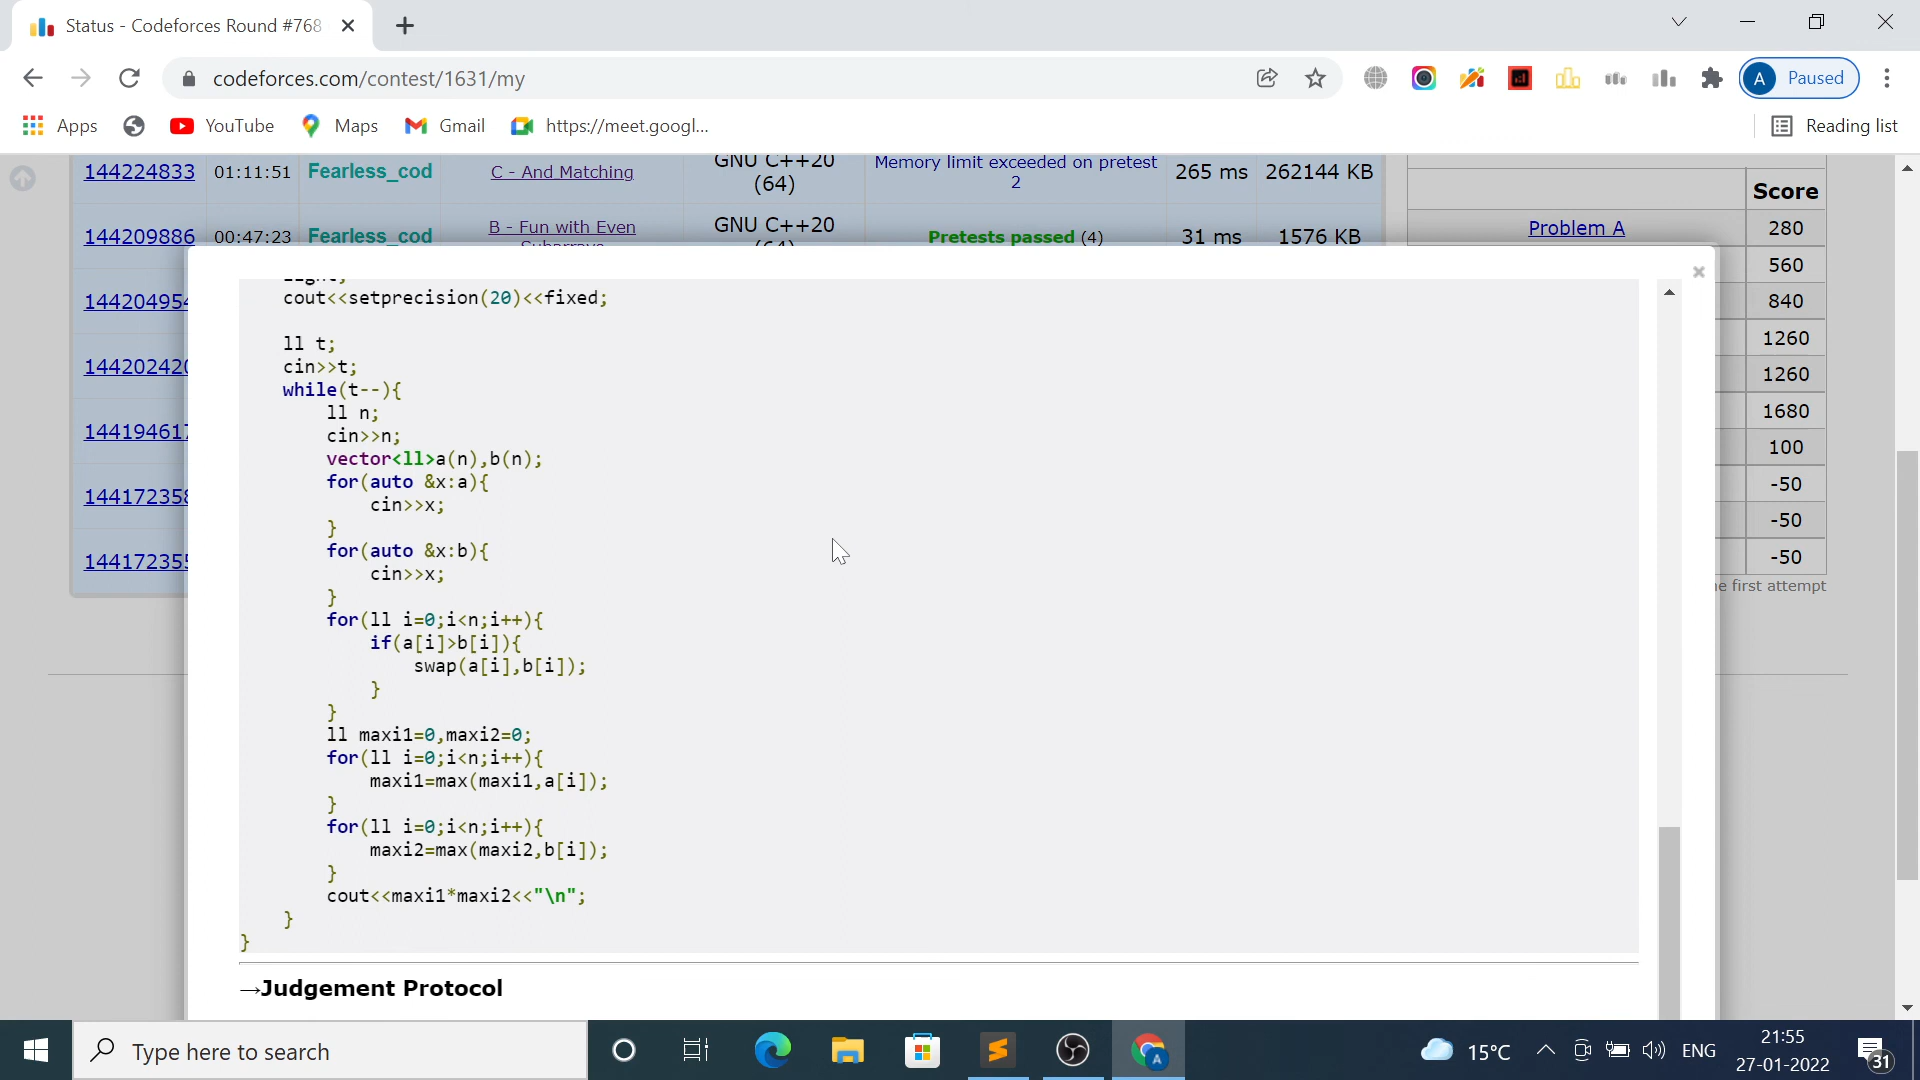 Status - Codeforces Round #768
codeforces.com/contest/1631/my
A Paused
Apps
YouTube
Maps
Gmail
https://meet.googl...
Reading list
144224833 01:11:51 Fearless_cod C - And Matching GNU C++20 (64) Memory limit exceeded on pretest 2 265 ms 262144 KB
144209886 00:47:23 Fearless_cod B - Fun with Even GNU C++20 Pretests passed (4) 31 ms 1576 KB
Score
Problem A 280
560
840
1260
1260
1680
100
-50
-50
-50
first attempt
14420495
14420242
14419461
14417235
14417235
cout<<setprecision(20)<<fixed;
ll t;
cin>>t;
while(t--){
ll n;
cin>>n;
vector<ll>a(n),b(n);
for(auto &x:a){
cin>>x;
}
for(auto &x:b){
cin>>x;
}
for(ll i=0;i<n;i++){
if(a[i]>b[i]){
swap(a[i],b[i]);
}
}
ll maxi1=0,maxi2=0;
for(ll i=0;i<n;i++){
maxi1=max(maxi1,a[i]);
}
for(ll i=0;i<n;i++){
maxi2=max(maxi2,b[i]);
}
cout<<maxi1*maxi2<<"\n";
}
}
→Judgement Protocol
Type here to search
15°C
ENG
21:55
27-01-2022
31